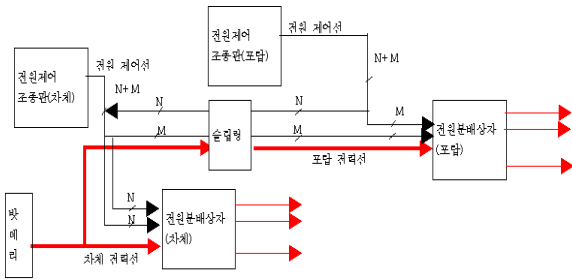 전원제어
조종판(자체)
전원 제어선
N+M
전원제어
조종판(포탑)
전원 제어선
N+M
N
M
슬립링
N
M
M
전원분배상자
(포탑)
포탑 전력선
밧
데
리
자체 전력선
N
N
전원분배상자
(자체)